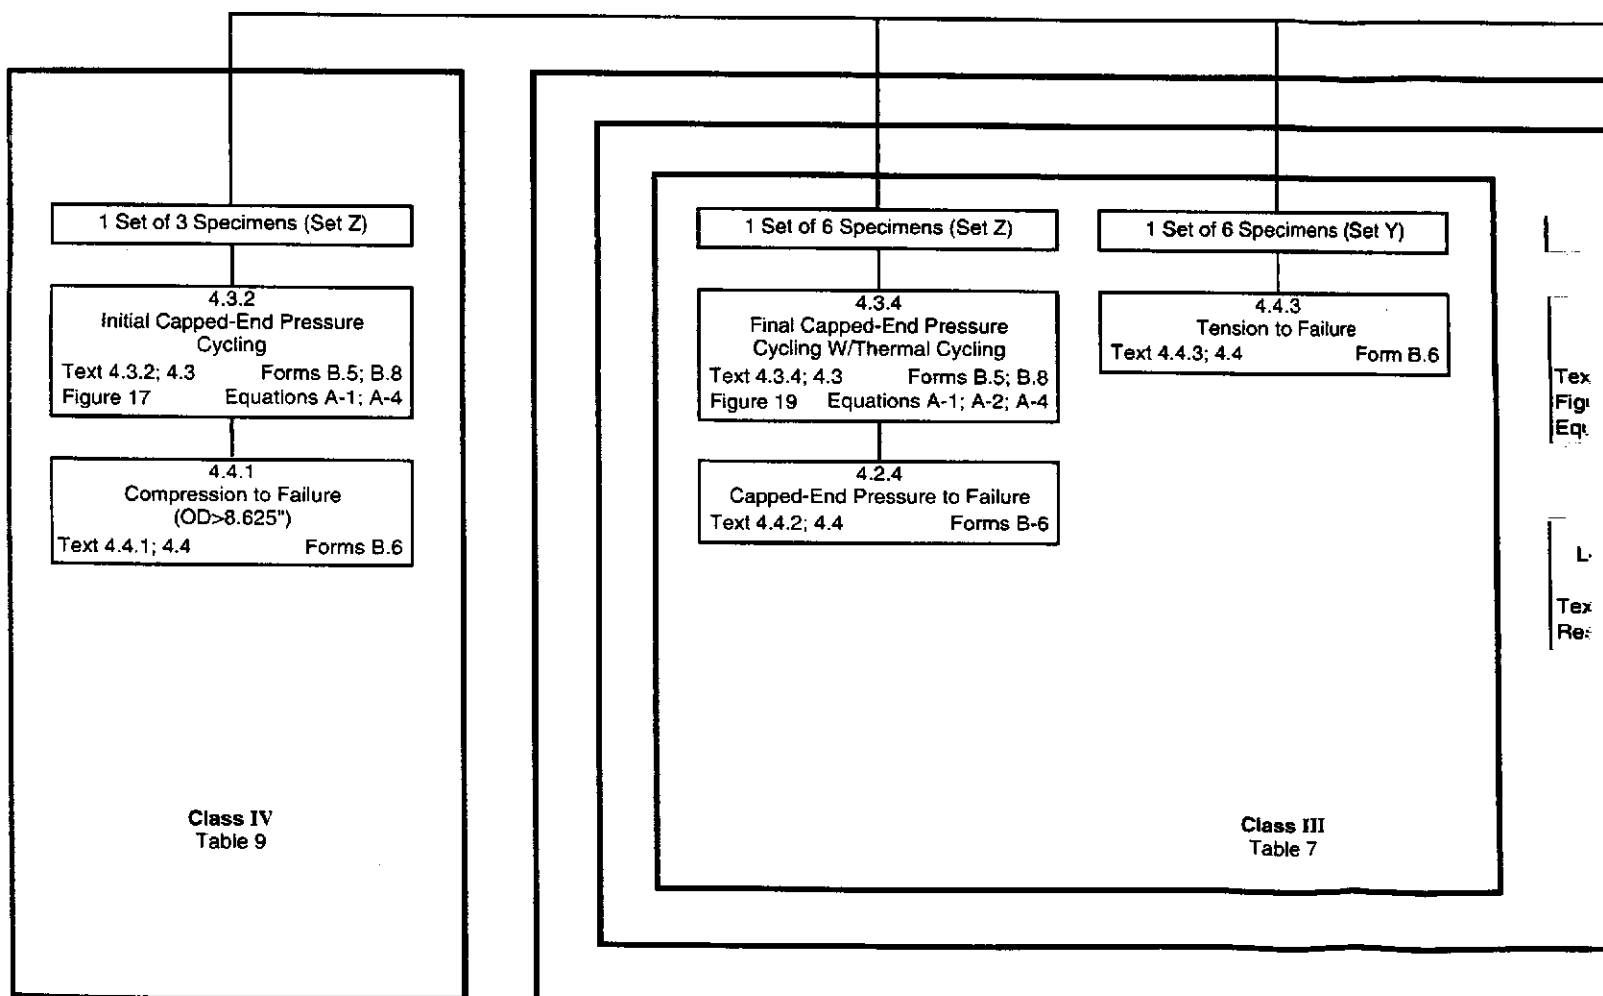 1 Set of 3 Specimens (Set Z)
4.3.2
Initial Capped-End Pressure
Cycling
Text 4.3.2; 4.3 Forms B.5; B.8
Figure 17 Equations A-1; A-4
4.4.1
Compression to Failure
(OD>8.625")
Text 4.4.1; 4.4 Forms B.6
Class IV
Table 9
1 Set of 6 Specimens (Set Z)
4.3.4
Final Capped-End Pressure
Cycling W/Thermal Cycling
Text 4.3.4; 4.3 Forms B.5; B.8
Figure 19 Equations A-1; A-2; A-4
4.2.4
Capped-End Pressure to Failure
Text 4.4.2; 4.4 Forms B-6
1 Set of 6 Specimens (Set Y)
4.4.3
Tension to Failure
Text 4.4.3; 4.4 Form B.6
Class III
Table 7